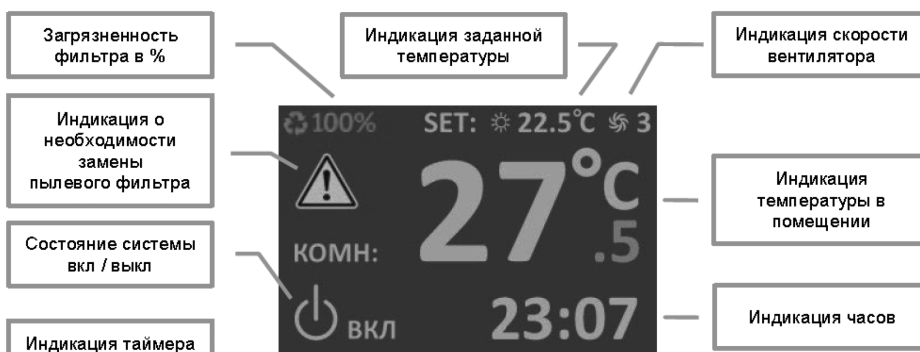 Загрязненность
фильтра в %
Индикация заданной
температуры
Индикация скорости
вентилятора
Индикация о
необходимости
замены
пылевого фильтра
100% SET: 22.5°C 3
27°C
.5
КОМН:
ВКЛ
23:07
Индикация
температуры в
помещении
Состояние системы
вкл / выкл
Индикация часов
Индикация таймера